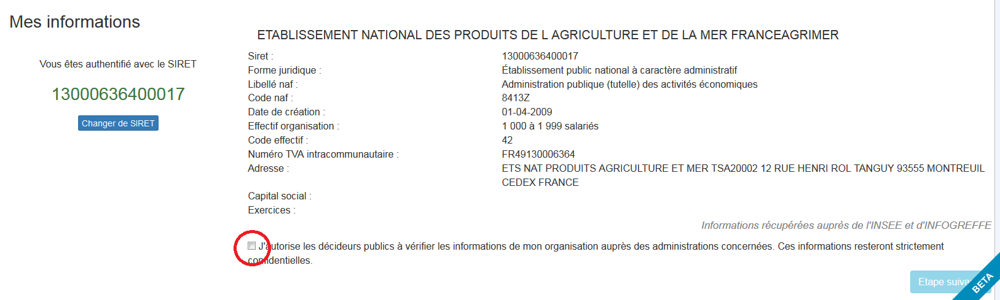 Mes informations
ETABLISSEMENT NATIONAL DES PRODUITS DE L AGRICULTURE ET DE LA MER FRANCEAGRIMER
Vous êtes authentifié avec le SIRET
13000636400017
Changer de SIRET
Siret : 13000636400017
Forme juridique : Établissement public national à caractère administratif
Libellé naf : Administration publique (tutelle) des activités économiques
Code naf : 8413Z
Date de création : 01-04-2009
Effectif organisation : 1 000 à 1 999 salariés
Code effectif : 42
Numéro TVA intracommunautaire : FR49130006364
Adresse : ETS NAT PRODUITS AGRICULTURE ET MER TSA20002 12 RUE HENRI ROL TANGUY 93555 MONTREUIL
CEDEX FRANCE
Capital social :
Exercices :
Informations récupérées auprès de l'INSEE et d'INFOGREFFE
J'autorise les décideurs publics à vérifier les informations de mon organisation auprès des administrations concernées. Ces informations resteront strictement
confidentielles.
Etape
BETA